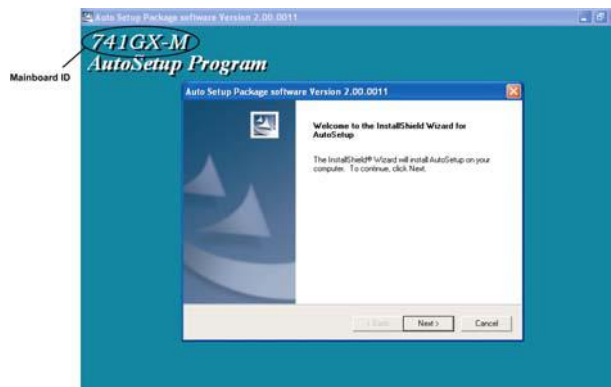 Auto Setup Package software Version 2.00.0011
741GX-M
AutoSetup Program
Mainboard ID
Auto Setup Package software Version 2.00.0011
Welcome to the InstallShield Wizard for
AutoSetup
The InstallShield® Wizard will install AutoSetup on your
computer. To continue, click Next.
< Back
Next >
Cancel